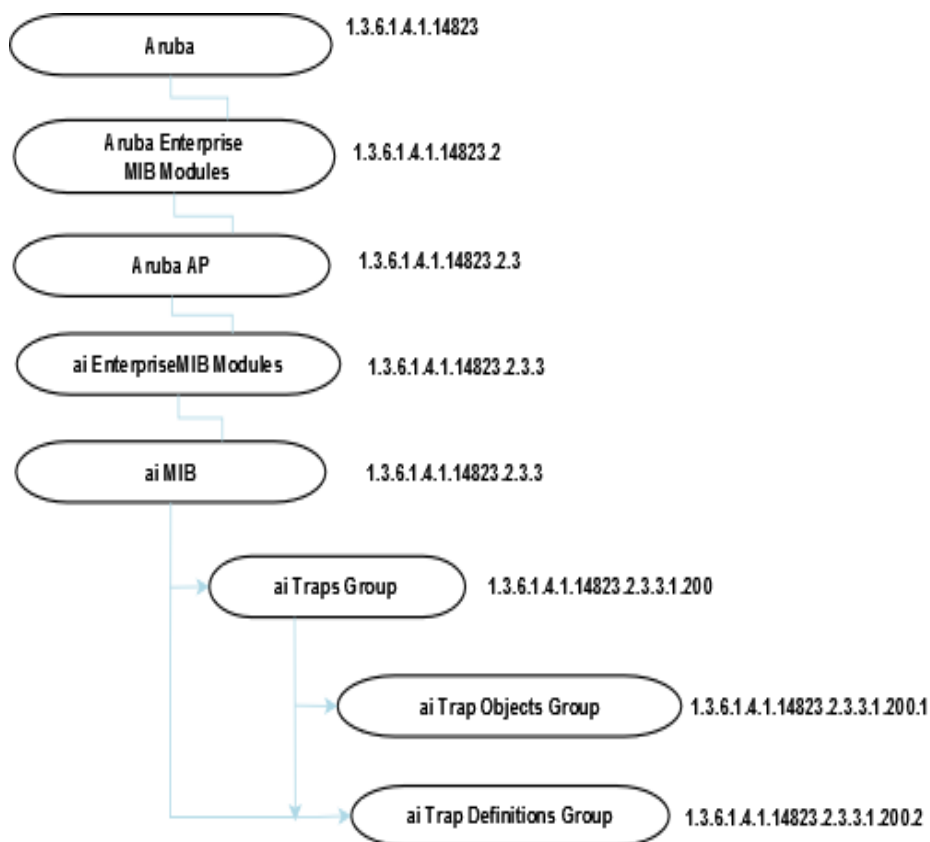 Aruba
1.3.6.1.4.1.14823
Aruba Enterprise
MIB Modules
1.3.6.1.4.1.14823.2
Aruba AP
1.3.6.1.4.1.14823.2.3
ai EnterpriseMIB Modules
1.3.6.1.4.1.14823.2.3.3
ai MIB
1.3.6.1.4.1.14823.2.3.3
ai Traps Group
1.3.6.1.4.1.14823.2.3.3.1.200
ai Trap Objects Group
1.3.6.1.4.1.14823.2.3.3.1.200.1
ai Trap Definitions Group
1.3.6.1.4.1.14823.2.3.3.1.200.2